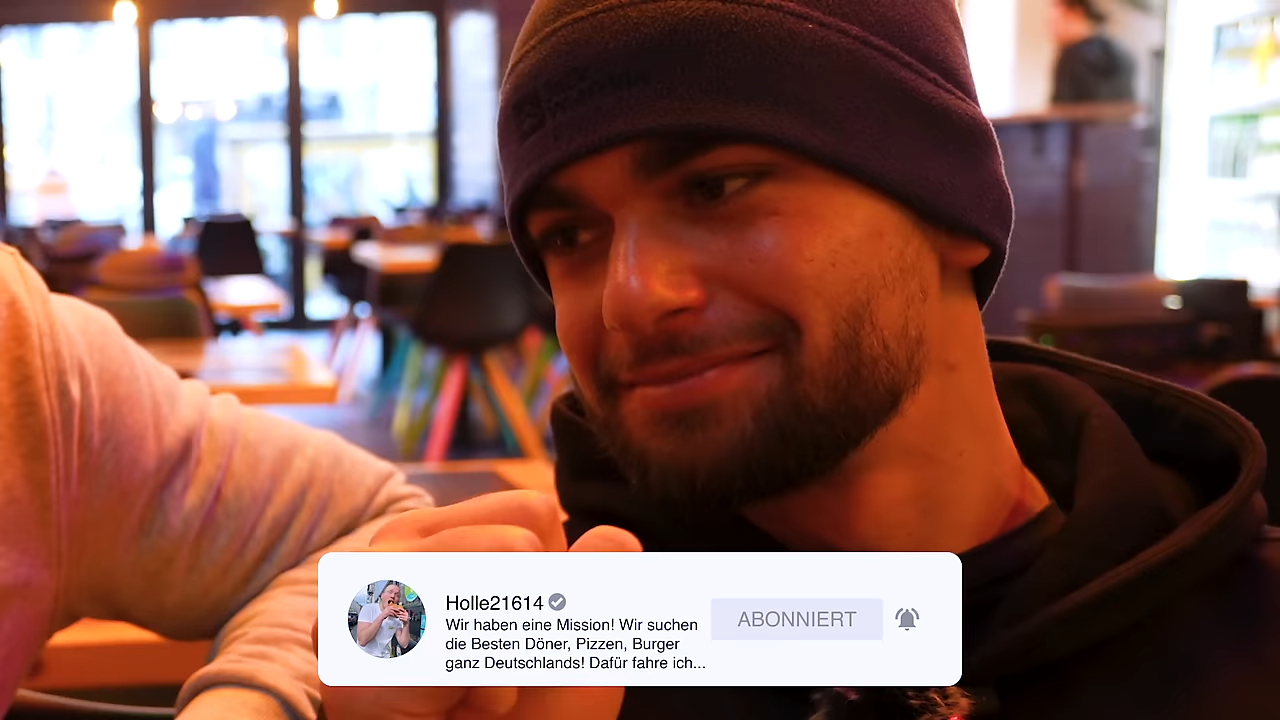 Holle21614
Wir haben eine Mission! Wir suchen
die Besten Döner, Pizzen, Burger
ganz Deutschlands! Dafür fahre ich...
ABONNIERT